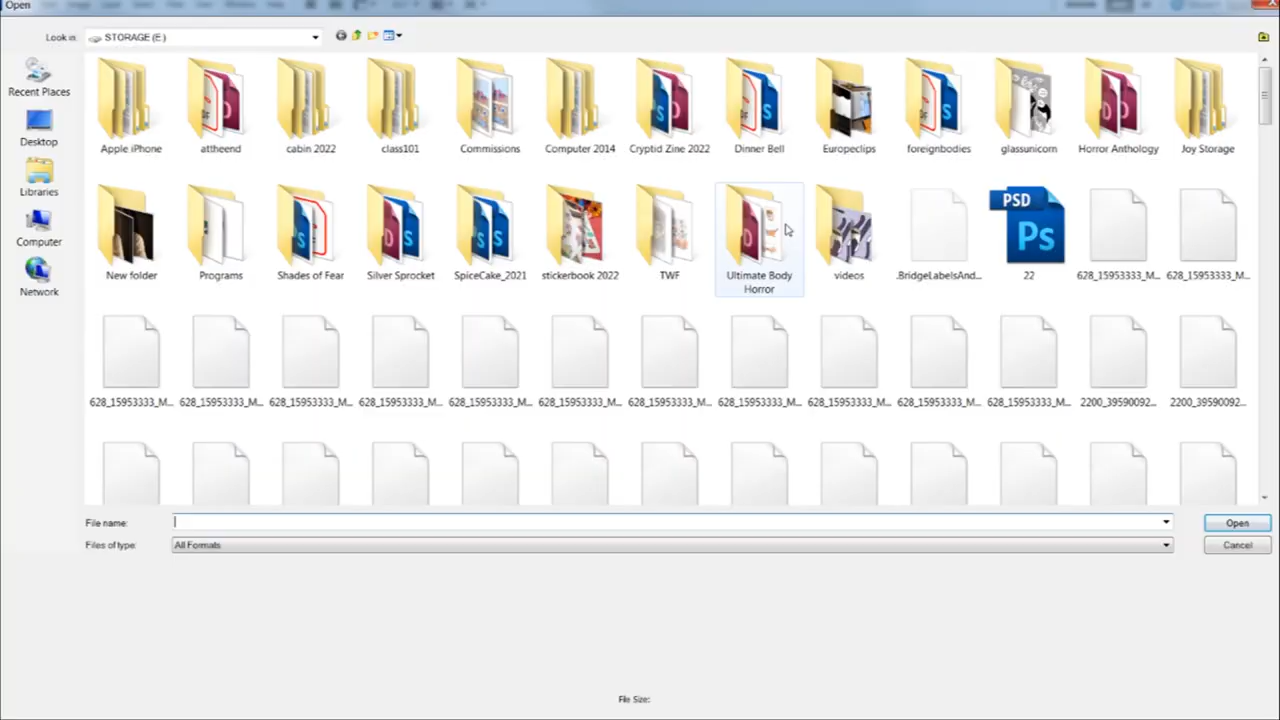 Open
Look in:
STORAGE (E:)
Recent Places
Desktop
Libraries
Computer
Network
Apple iPhone
attheend
cabin 2022
class101
Commissions
Computer 2014
Cryptid Zine 2022
Dinner Bell
Europeclips
foreignbodies
glassunicorn
Horror Anthology
Joy Storage
New folder
Programs
Shades of Fear
Silver Sprocket
SpiceCake_2021
stickerbook 2022
TWF
Ultimate Body
Horror
videos
.BridgeLabelsAnd...
PSD
Ps
22
628_15953333_M...
628_15953333_M...
628_15953333_M...
628_15953333_M...
628_15953333_M...
628_15953333_M...
628_15953333_M...
628_15953333_M...
628_15953333_M...
628_15953333_M...
628_15953333_M...
628_15953333_M...
628_15953333_M...
2200_39590092...
2200_3959002...
File name:
Open
Files of type:
All Formats
Cancel
File Size: